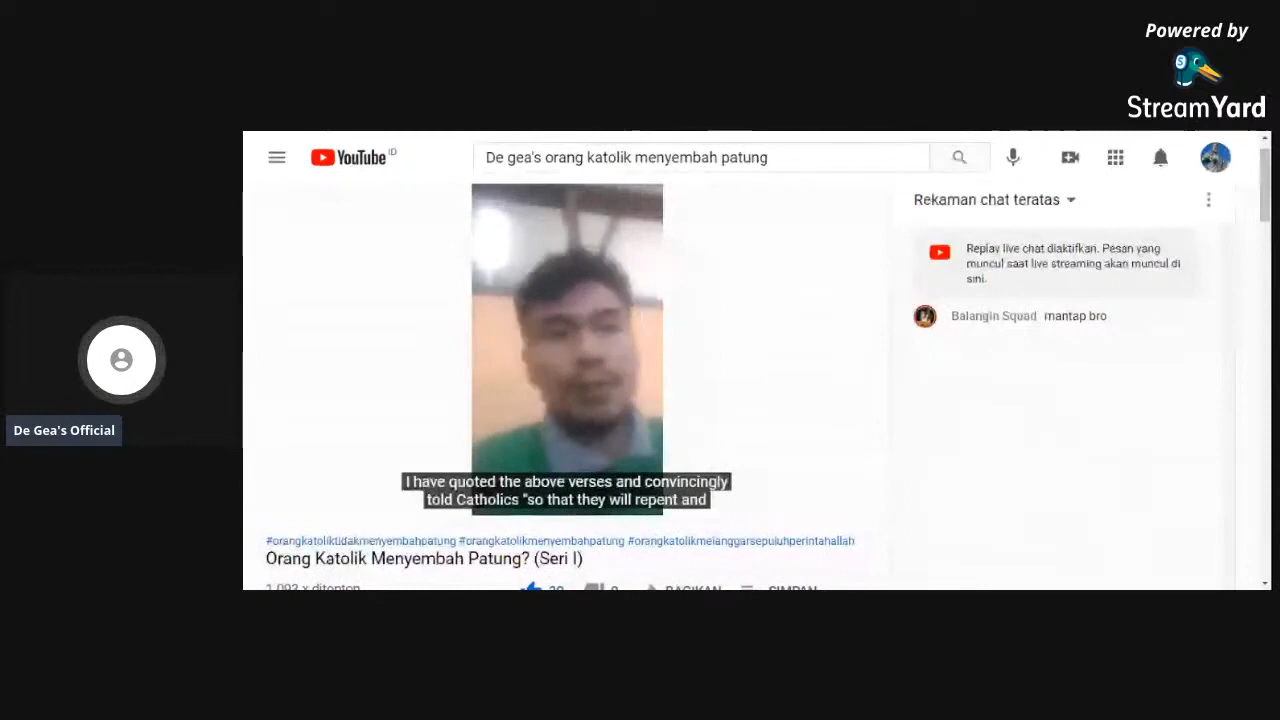 Powered by
StreamYard
YouTube ID
De gea's orang katolik menyembah patung
Rekaman chat teratas
Replay live chat diaktifkan. Pesan yang
muncul saat live streaming akan muncul di
sini.
Balangin Squad mantap bro
De Gea's Official
I have quoted the above verses and convincingly
told Catholics "so that they will repent and
#orangkatoliktidakmenyembahpatung #orangkatolikmenyembahpatung #orangkatolikmelanggarsepuluhperintahallah
Orang Katolik Menyembah Patung? (Seri I)
1.093 x ditonton
BAGIKAN
SIMPAN